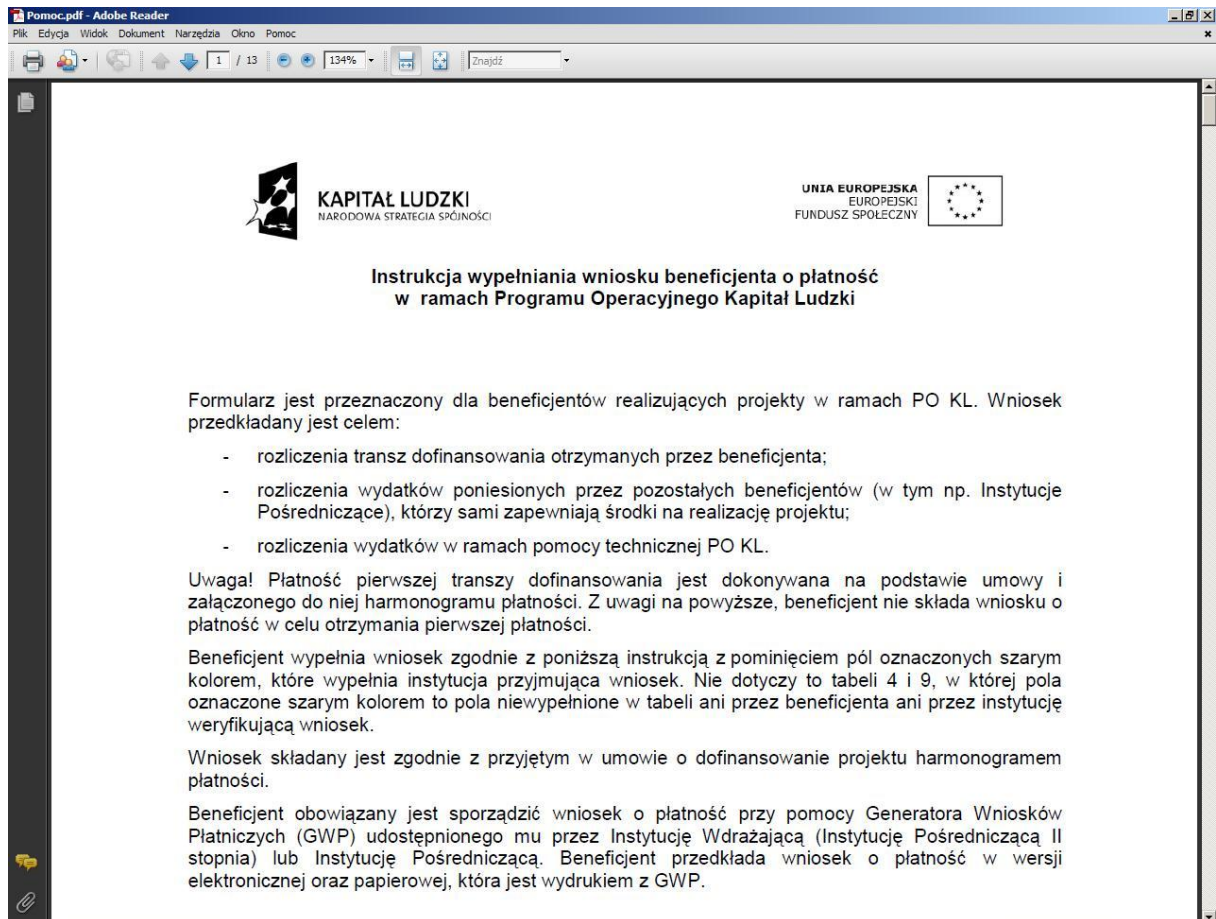 Pomoc.pdf - Adobe Reader
Plik Edycja Widok Dokument Narzędzia Okno Pomoc
1 / 13 134% Znajdź
KAPITAŁ LUDZKI
NARODOWA STRATEGIA SPÓJNOŚCI
UNIA EUROPEJSKA
EUROPEJSKI
FUNDUSZ SPOŁECZNY
Instrukcja wypełniania wniosku beneficjenta o płatność
w ramach Programu Operacyjnego Kapitał Ludzki
Formularz jest przeznaczony dla beneficjentów realizujących projekty w ramach PO KL. Wniosek
przedkładany jest celem:
- rozliczenia transz dofinansowania otrzymanych przez beneficjenta;
- rozliczenia wydatków poniesionych przez pozostałych beneficjentów (w tym np. Instytucje
Pośredniczące), którzy sami zapewniają środki na realizację projektu;
- rozliczenia wydatków w ramach pomocy technicznej PO KL.
Uwaga! Płatność pierwszej transzy dofinansowania jest dokonywana na podstawie umowy i
załączonego do niej harmonogramu płatności. Z uwagi na powyższe, beneficjent nie składa wniosku o
płatność w celu otrzymania pierwszej płatności.
Beneficjent wypełnia wniosek zgodnie z poniższą instrukcją z pominięciem pól oznaczonych szarym
kolorem, które wypełnia instytucja przyjmująca wniosek. Nie dotyczy to tabeli 4 i 9, w której pola
oznaczone szarym kolorem to pola niewypełnione w tabeli ani przez beneficjenta ani przez instytucję
weryfikującą wniosek.
Wniosek składany jest zgodnie z przyjętym w umowie o dofinansowanie projektu harmonogramem
płatności.
Beneficjent obowiązany jest sporządzić wniosek o płatność przy pomocy Generatora Wniosków
Płatniczych (GWP) udostępnionego mu przez Instytucję Wdrażającą (Instytucję Pośredniczącą II
stopnia) lub Instytucję Pośredniczącą. Beneficjent przedkłada wniosek o płatność w wersji
elektronicznej oraz papierowej, która jest wydrukiem z GWP.